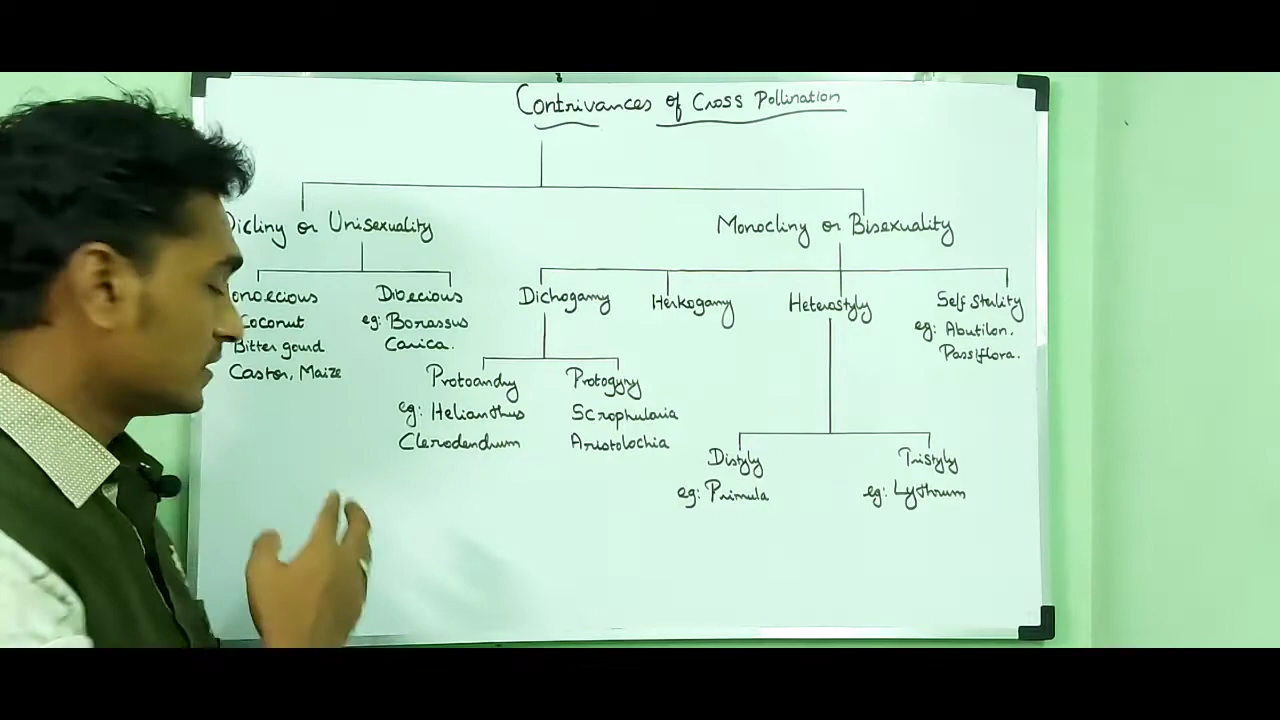 Contrivances of Cross Pollination
Dicliny or Unisexuality
Monocliny or Bisexuality
onoecious
Coconut
Bitter gourd
Castor, Maize
Dioecious
eg: Borassus
Carica.
Dichogamy
Herkogamy
Heterostyly
Self Sterility
eg: Abutilon.
Passiflora.
Protoandry
eg: Helianthus
Clerodendrum
Protogyny
Scrophularia
Aristolochia
Distyly
eg: Primula
Tristyly
eg: Lythrum